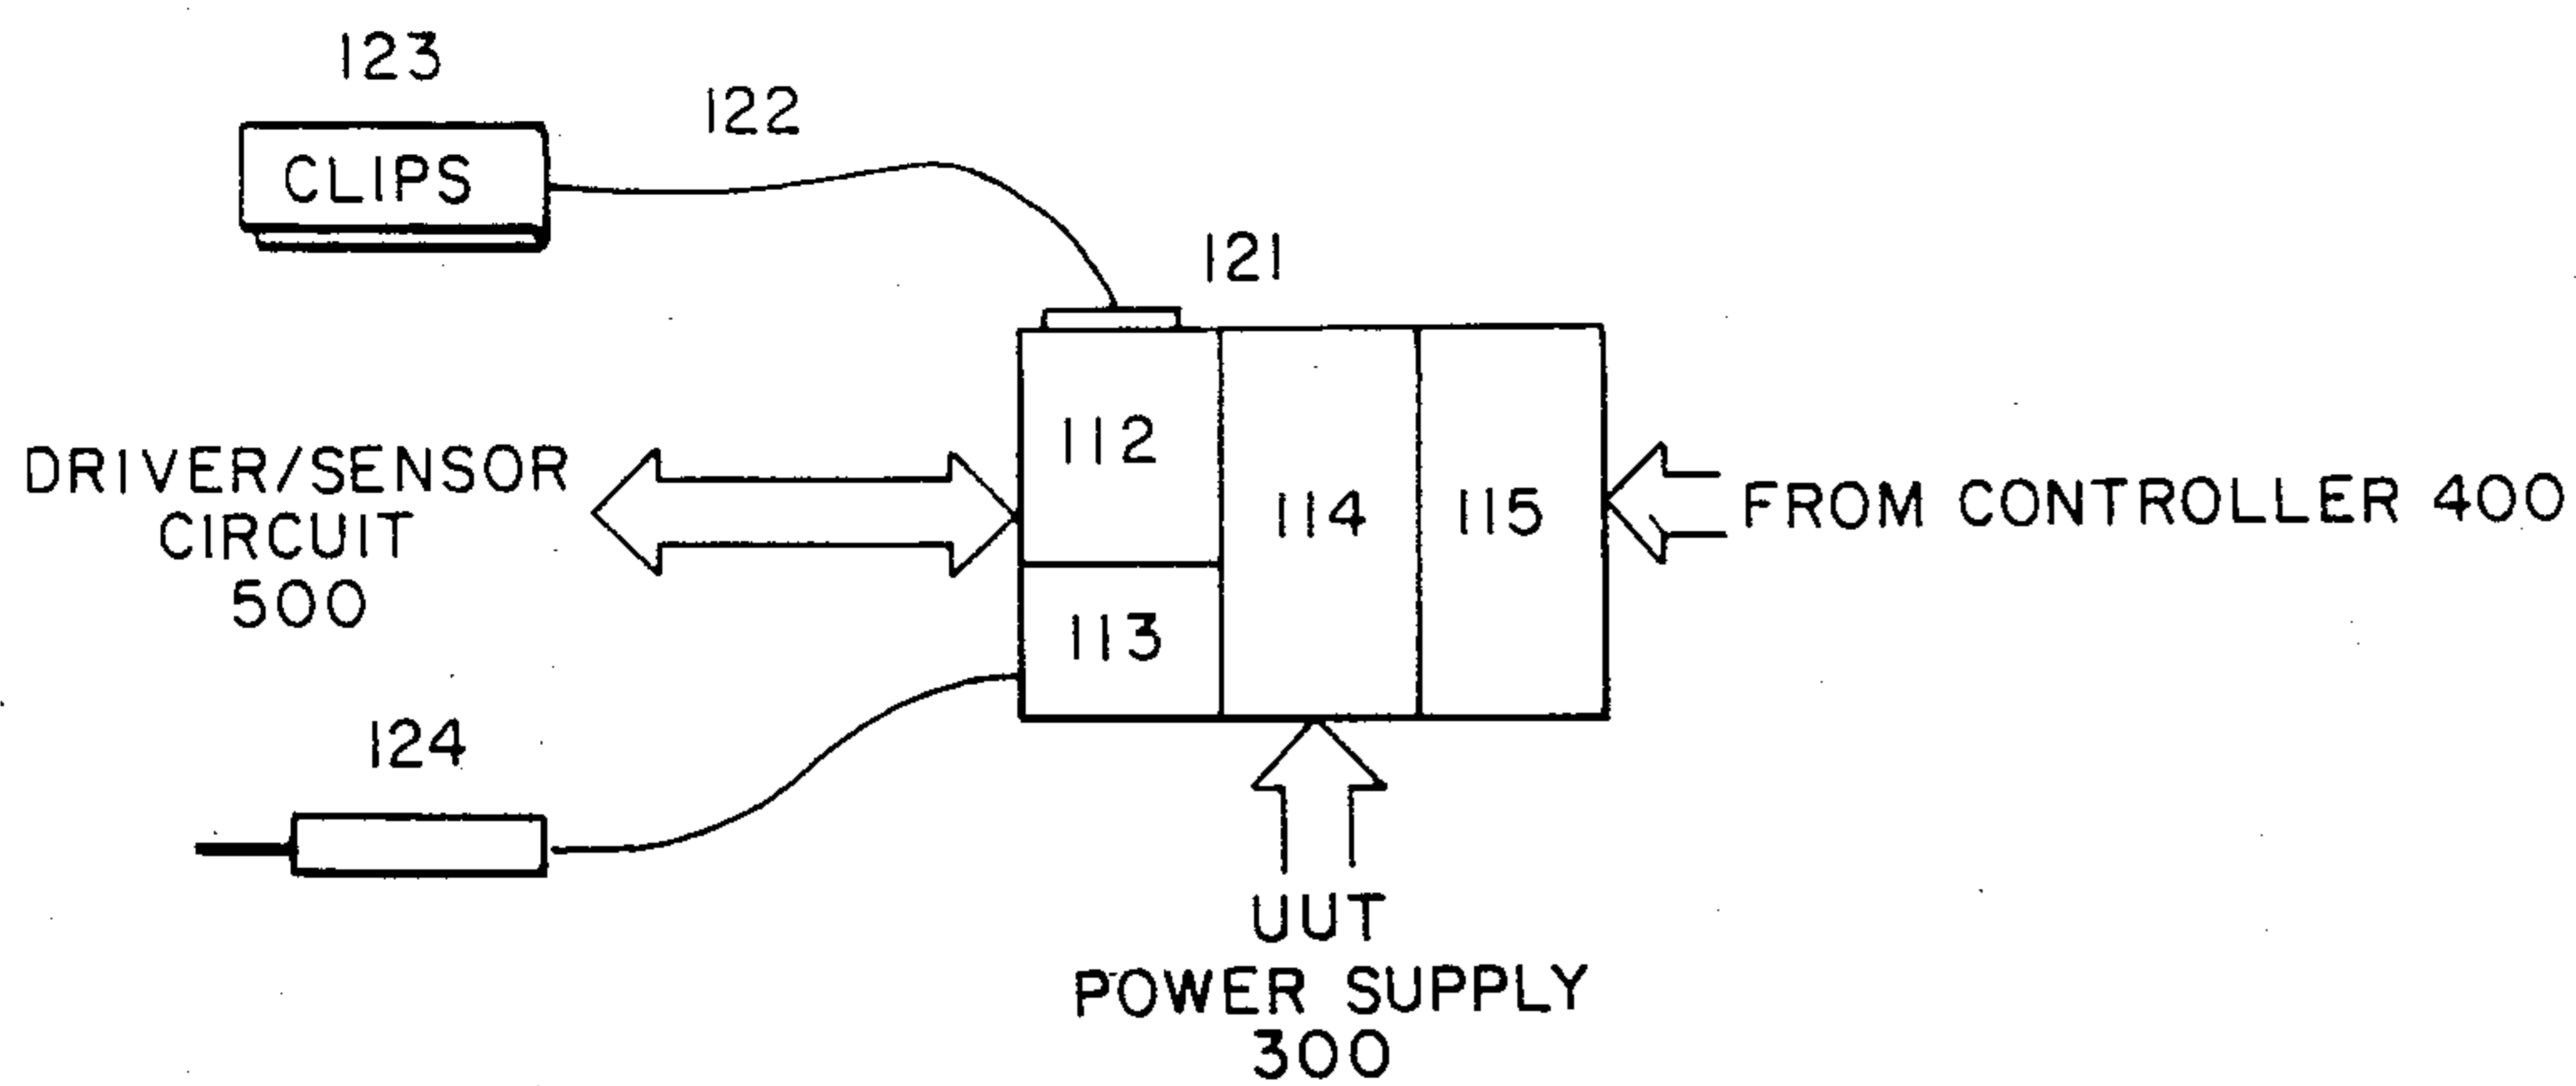 123
122
CLIPS
121
112
DRIVER/SENSOR
CIRCUIT
500
114
115
FROM CONTROLLER 400
113
124
UUT
POWER SUPPLY
300